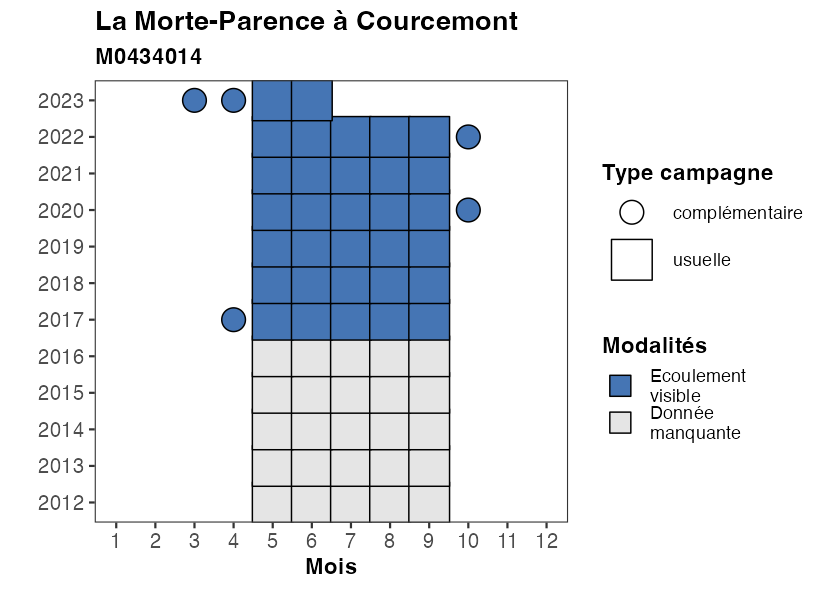 La Morte-Parence à Courcemont
M0434014
2023
2022
2021
2020
2019
2018
2017
2016
2015
2014
2013
2012
1 2 3 4 5 6 7 8 9 10 11 12
Mois
Type campagne
complémentaire
usuelle
Modalités
Ecoulement
visible
Donnée
manquante